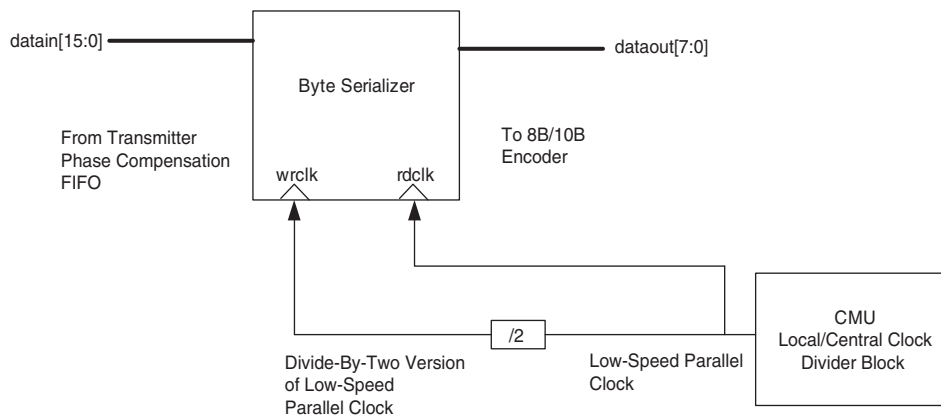 datain[15:0]
dataout[7:0]
Byte Serializer
From Transmitter
Phase Compensation
FIFO
To 8B/10B
Encoder
wrclk
rdclk
/2
CMU
Local/Central Clock
Divider Block
Divide-By-Two Version
of Low-Speed
Parallel Clock
Low-Speed Parallel
Clock